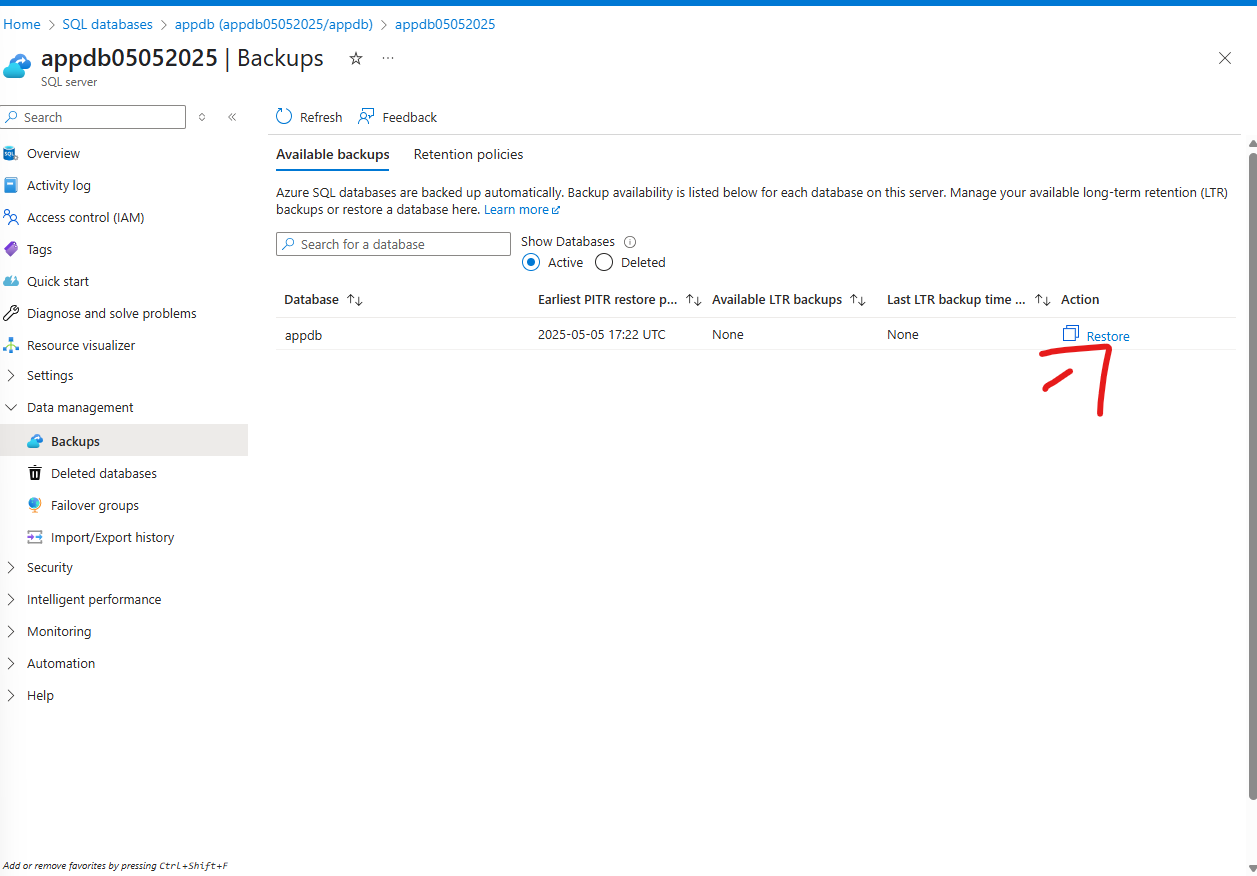 Home > SQL databases > appdb (appdb05052025/appdb) > appdb05052025
appdb05052025 | Backups
SQL server
Search
Overview
Activity log
Access control (IAM)
Tags
Quick start
Diagnose and solve problems
Resource visualizer
Settings
Data management
Backups
Deleted databases
Failover groups
Import/Export history
Security
Intelligent performance
Monitoring
Automation
Help
Add or remove favorites by pressing Ctrl+Shift+F
Refresh Feedback
Available backups Retention policies
Azure SQL databases are backed up automatically. Backup availability is listed below for each database on this server. Manage your available long-term retention (LTR)
backups or restore a database here. Learn more
Search for a database
Show Databases
Active Deleted
Database Earliest PITR restore p... Available LTR backups Last LTR backup time ... Action
appdb 2025-05-05 17:22 UTC None None Restore